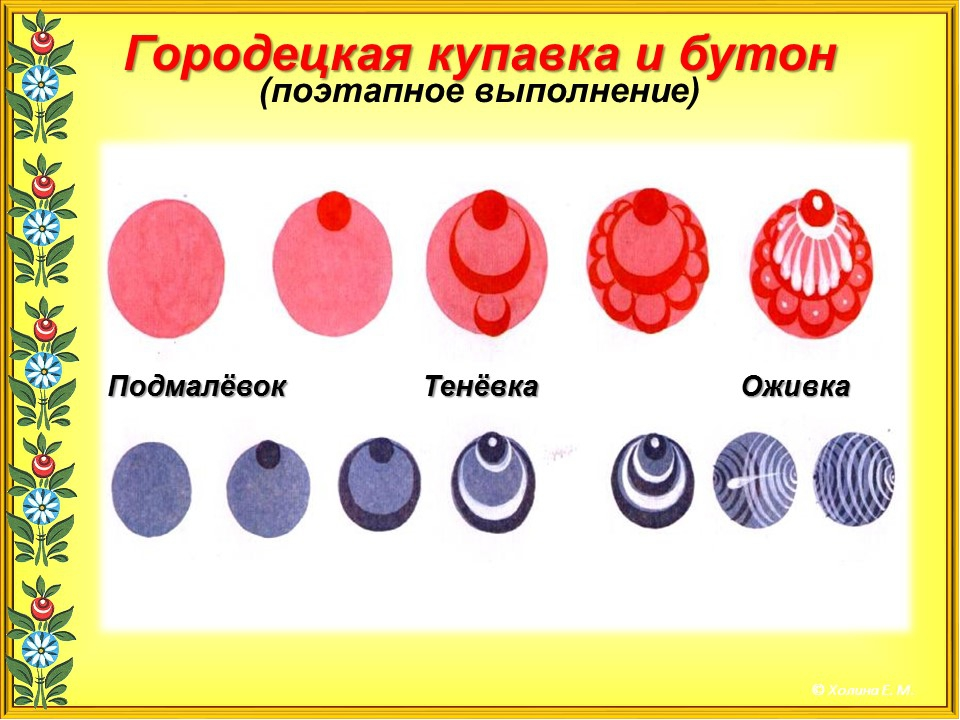 Городецкая купавка и бутон
(поэтапное выполнение)
Подмалёвок Тенёвка Оживка
© Холина Е. М.